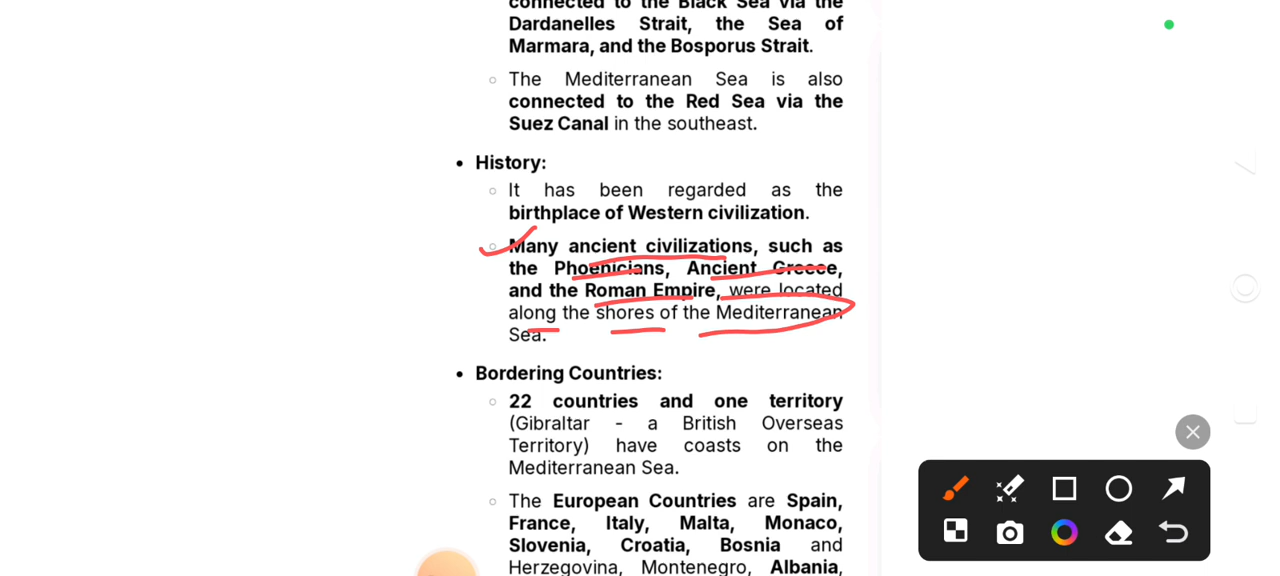 connected to the Black Sea via the
Dardanelles Strait, the Sea of
Marmara, and the Bosporus Strait.
The Mediterranean Sea is also
connected to the Red Sea via the
Suez Canal in the southeast.
History:
It has been regarded as the
birthplace of Western civilization.
Many ancient civilizations, such as
the Phoenicians, Ancient Greece,
and the Roman Empire, were located
along the shores of the Mediterranean
Sea.
Bordering Countries:
22 countries and one territory
(Gibraltar - a British Overseas
Territory) have coasts on the
Mediterranean Sea.
The European Countries are Spain,
France, Italy, Malta, Monaco,
Slovenia, Croatia, Bosnia and
Herzegovina, Montenegro, Albania,